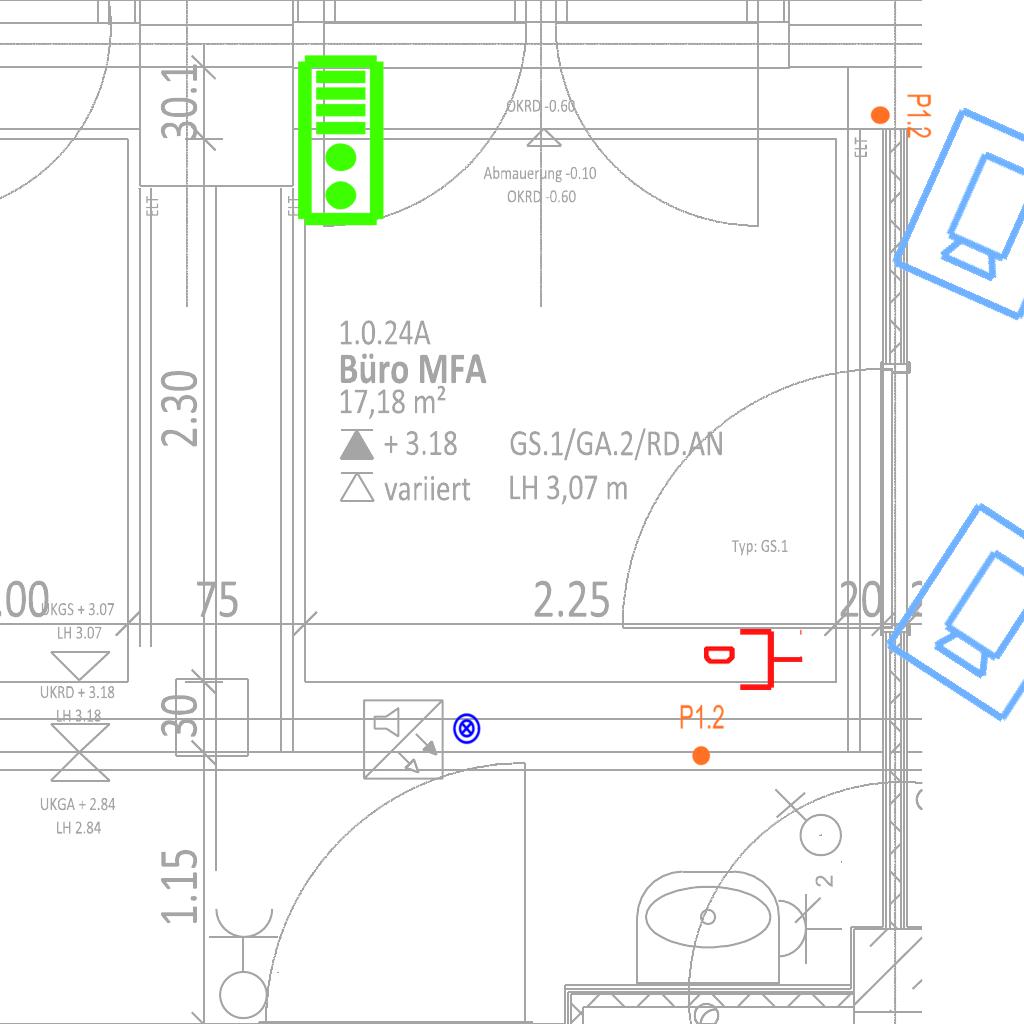 30.1
OKRD -0.60
P1.2
ELT
Abmauerung -0.10
OKRD -0.60
ELT
ELT
1.0.24A
Büro MFA
17,18 m²
2.30
+ 3.18 GS.1/GA.2/RD.AN
variiert LH 3,07 m
Typ: GS.1
.00
75
2.25
20
UKGS + 3.07
LH 3.07
UKRD + 3.18
LH 3.18
30
P1.2
UKGA + 2.84
LH 2.84
1.15
2